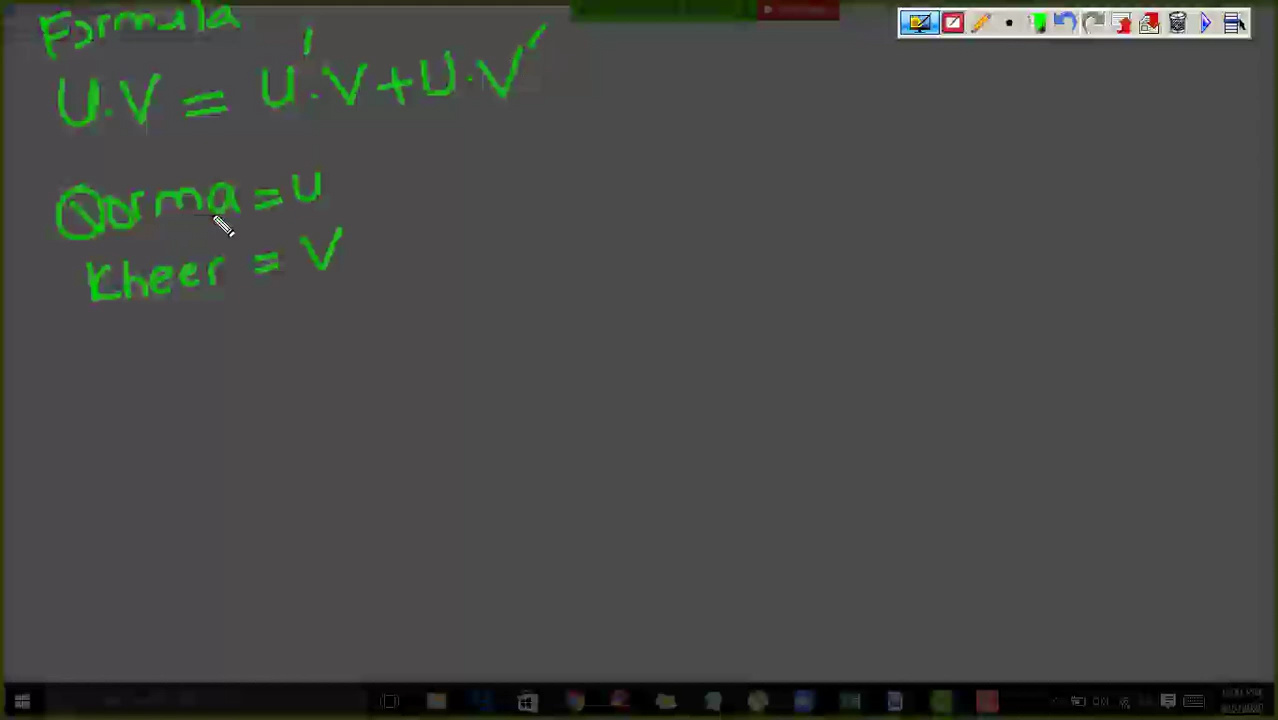 Formula
U·V = U'·V+U·V'
Qorma = U
Kheer = V